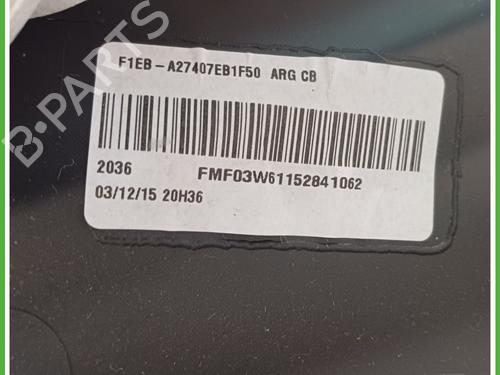 F1EB-A27407EB1F50 ARG CB
2036
FMF03W61152841062
03/12/15 20H36
B-PARTS